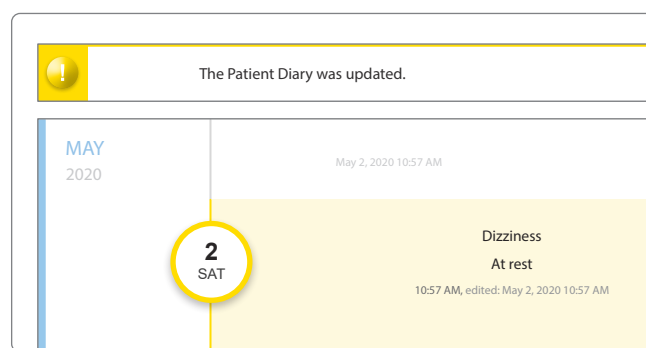 !
The Patient Diary was updated.
MAY
2020
May 2, 2020 10:57 AM
2
SAT
Dizziness
At rest
10:57 AM, edited: May 2, 2020 10:57 AM